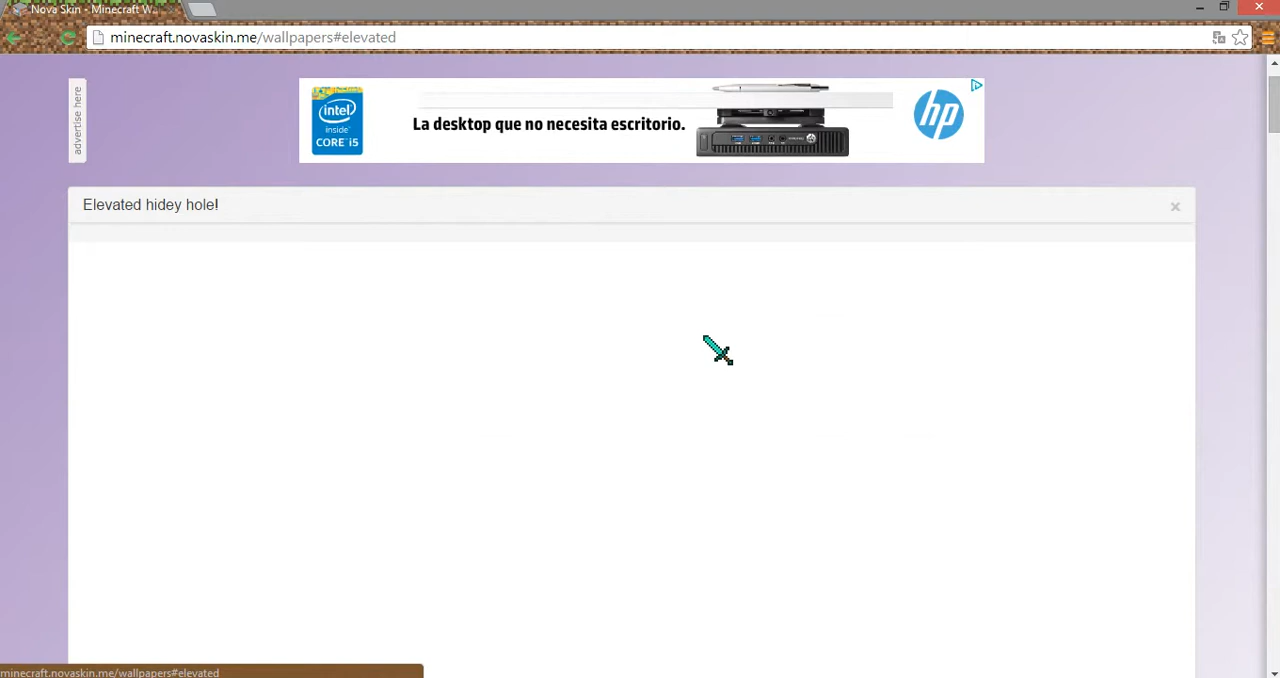 Nova Skin - Minecraft W...
minecraft.novaskin.me/wallpapers#elevated
advertise here
intel
inside
CORE i5
La desktop que no necesita escritorio.
hp
Elevated hidey hole!
minecraft.novaskin.me/wallpapers#elevated